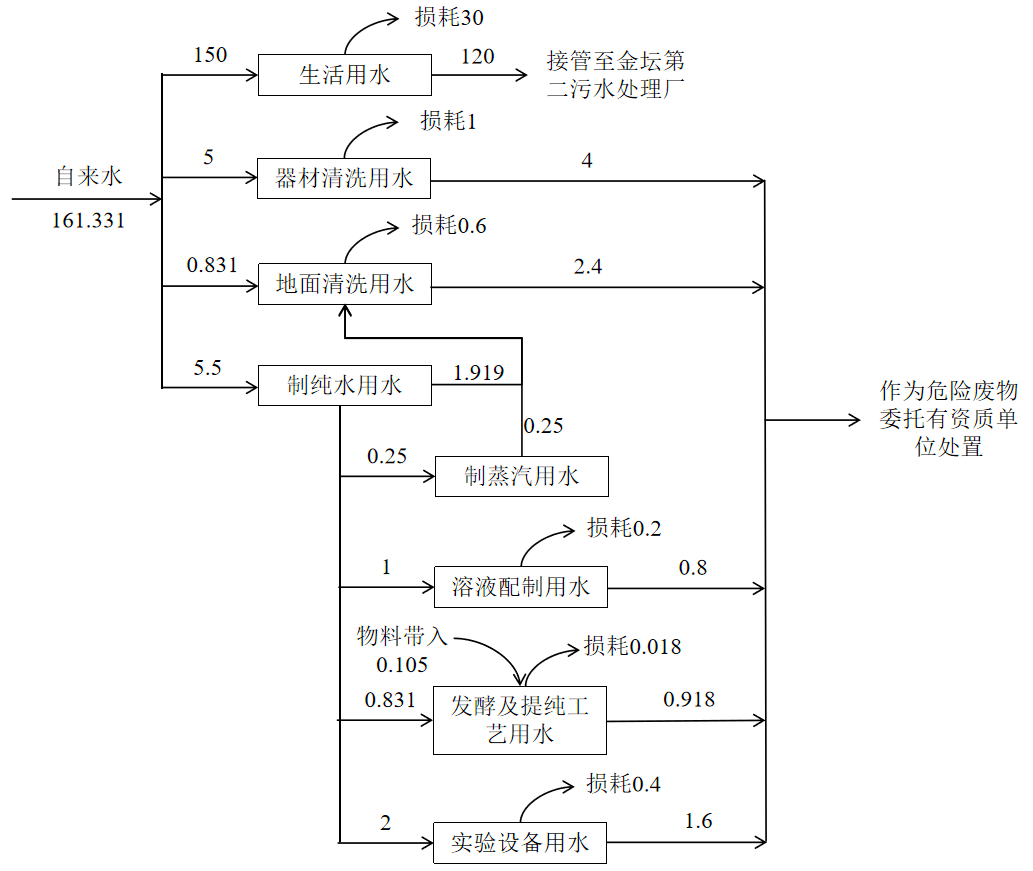 损耗30
150
生活用水
120
接管至金坛第
二污水处理厂
损耗1
5
器材清洗用水
4
自来水
161.331
损耗0.6
0.831
地面清洗用水
2.4
5.5
制纯水用水
1.919
作为危险废物
委托有资质单
位处置
0.25
0.25
制蒸汽用水
损耗0.2
1
溶液配制用水
0.8
物料带入
0.105
损耗0.018
0.831
发酵及提纯工
艺用水
0.918
损耗0.4
2
实验设备用水
1.6